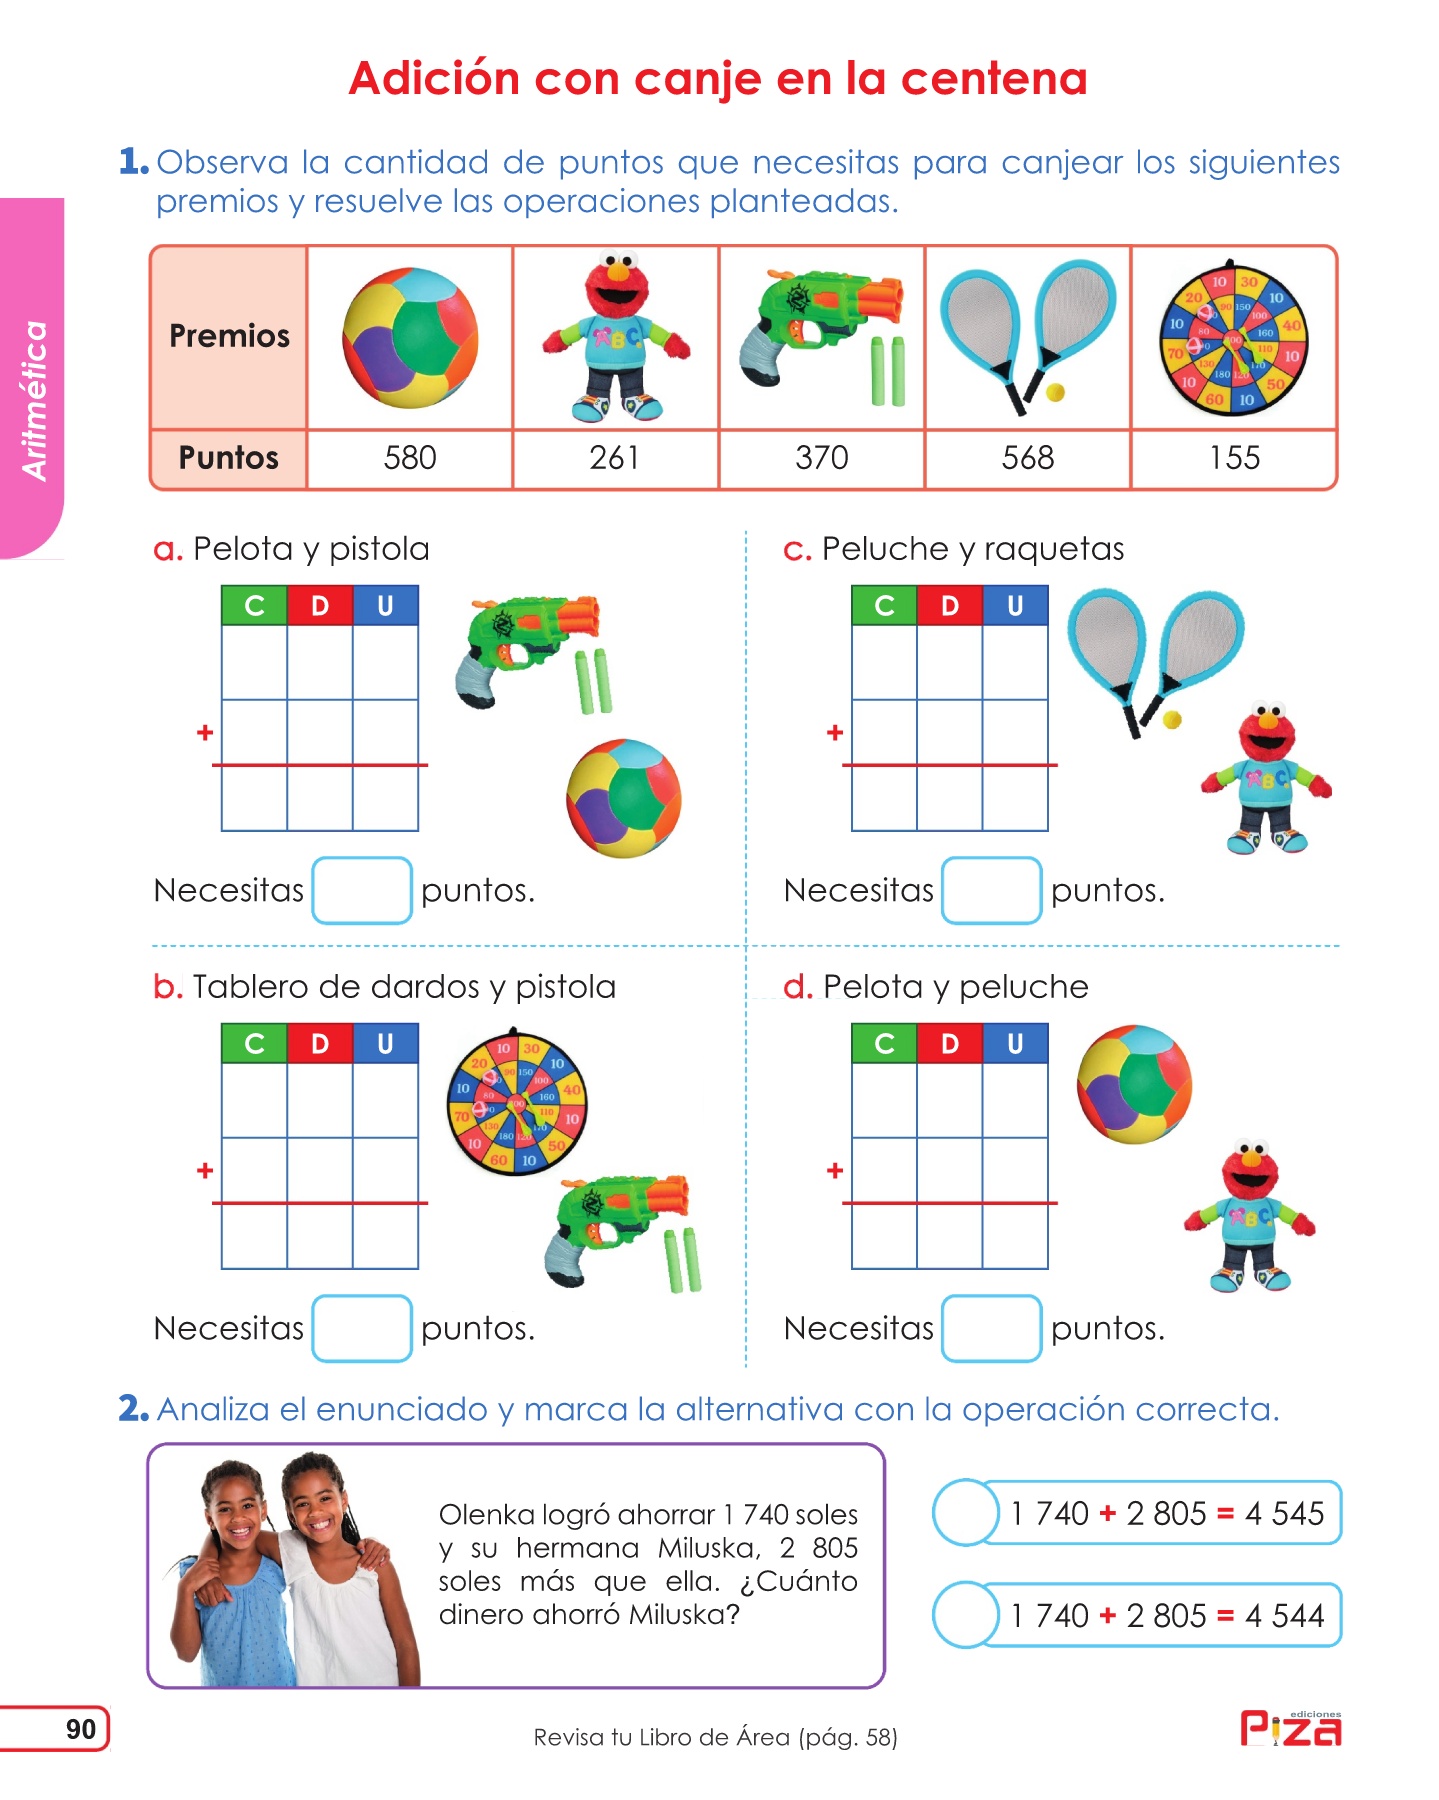 Adición con canje en la centena
Aritmética
1. Observa la cantidad de puntos que necesitas para canjear los siguientes
premios y resuelve las operaciones planteadas.
Premios
Puntos 580 261 370 568 155
a. Pelota y pistola
C D U
+
Necesitas puntos.
c. Peluche y raquetas
C D U
+
Necesitas puntos.
b. Tablero de dardos y pistola
C D U
+
Necesitas puntos.
d. Pelota y peluche
C D U
+
Necesitas puntos.
2. Analiza el enunciado y marca la alternativa con la operación correcta.
Olenka logró ahorrar 1 740 soles
y su hermana Miluska, 2 805
soles más que ella. ¿Cuánto
dinero ahorró Miluska?
1 740 + 2 805 = 4 545
1 740 + 2 805 = 4 544
90
Revisa tu Libro de Área (pág. 58)
ediciones
Piza